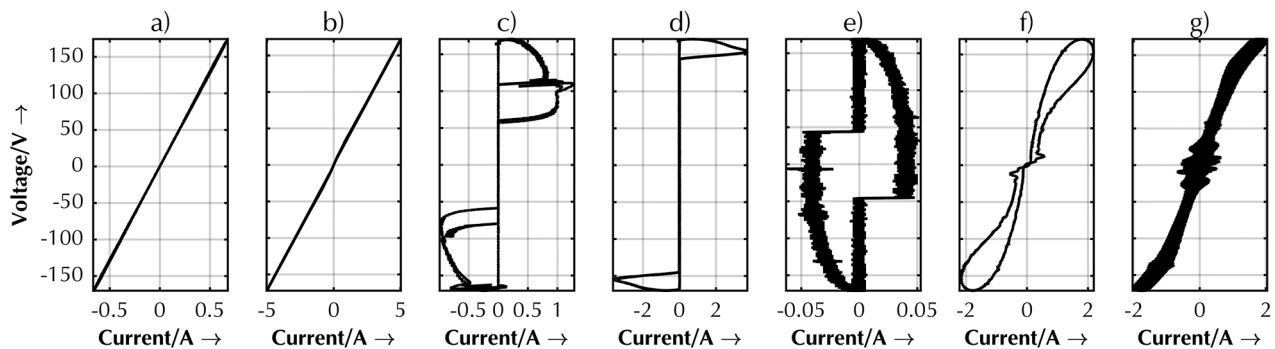 a) b) c) d) e) f) g)
150
100
50
0
-50
-100
-150
Voltage/V →
-0.5 0 0.5 -5 0 5 -0.5 0 0.5 1 -2 0 2 -0.05 0 0.05 -2 0 2 -2 0 2
Current/A → Current/A → Current/A → Current/A → Current/A → Current/A → Current/A →